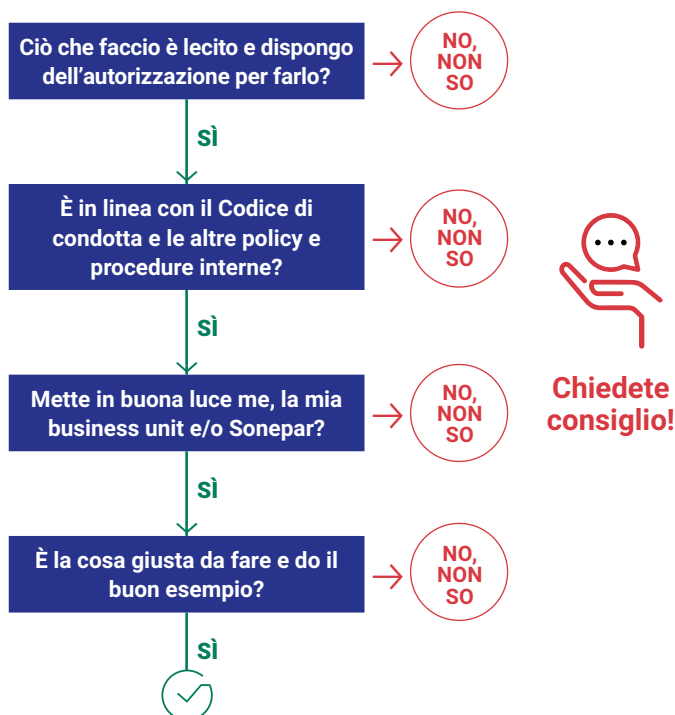 Ciò che faccio è lecito e dispongo
dell'autorizzazione per farlo?
NO,
NON
SO
SÌ
È in linea con il Codice di
condotta e le altre policy e
procedure interne?
NO,
NON
SO
SÌ
Mette in buona luce me, la mia
business unit e/o Sonepar?
NO,
NON
SO
Chiedete
consiglio!
SÌ
È la cosa giusta da fare e do il
buon esempio?
NO,
NON
SO
SÌ